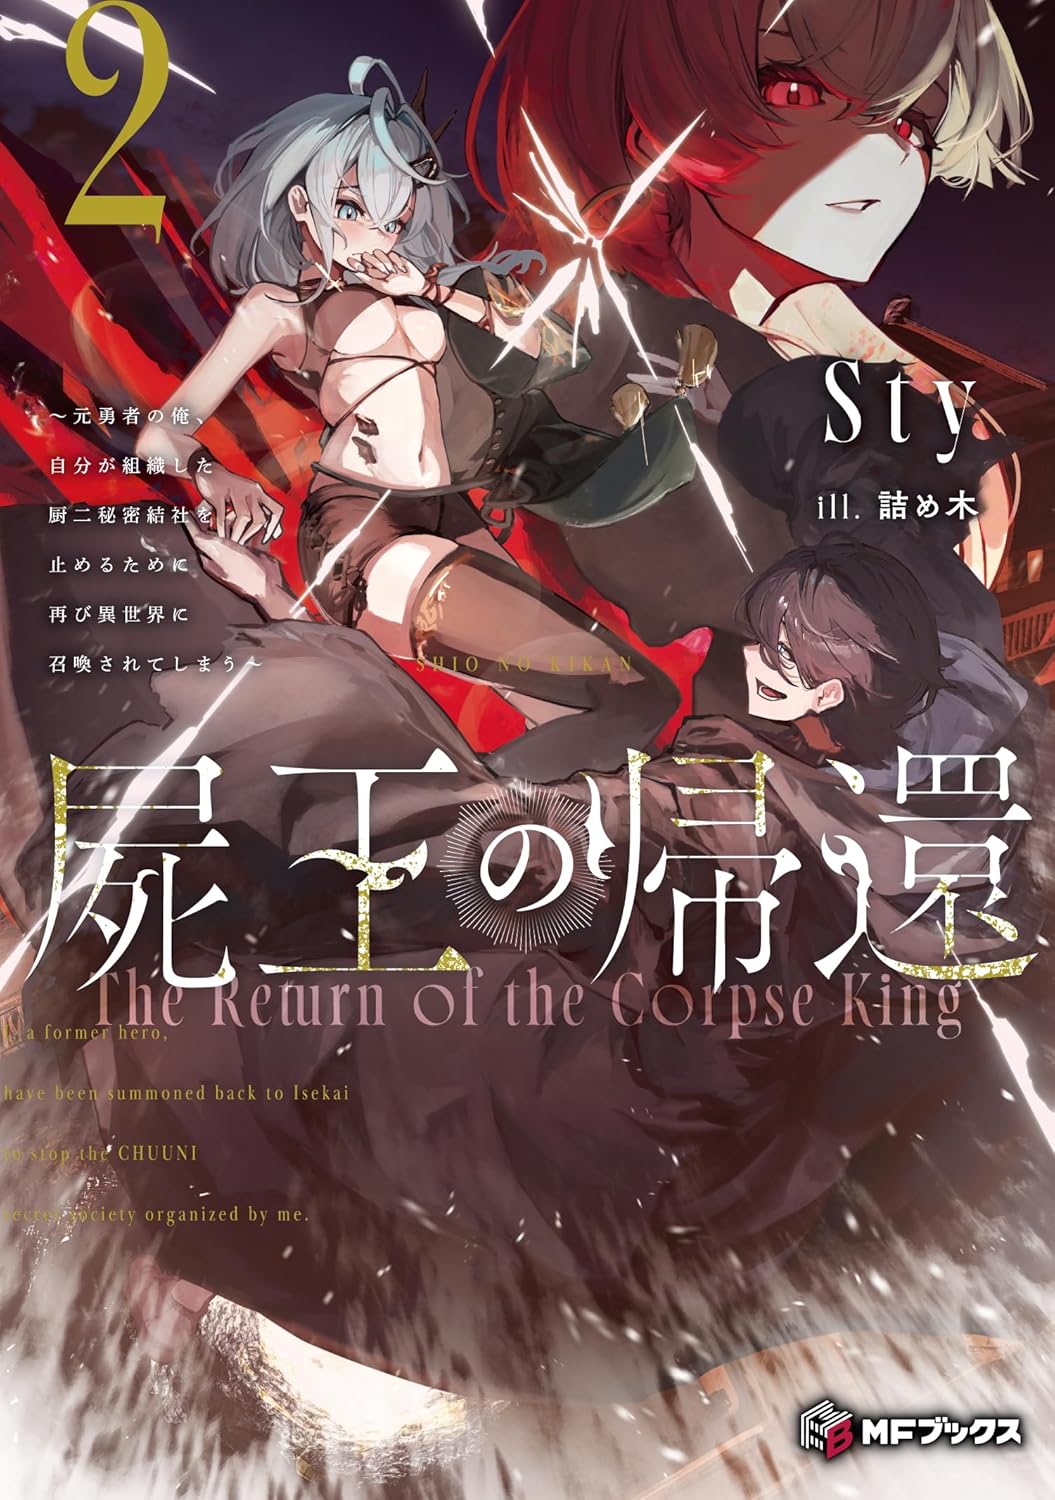 2
Sty
ill. 詰め木
～元勇者の俺、
自分が組織した
厨二秘密結社を
止めるために
再び異世界に
召喚されてしまう～
SHIO NO KIKAN
屍王の帰還
The Return of the Corpse King
I, a former hero,
have been summoned back to Isekai
to stop the CHUUNI
secret society organized by me.
MFブックス